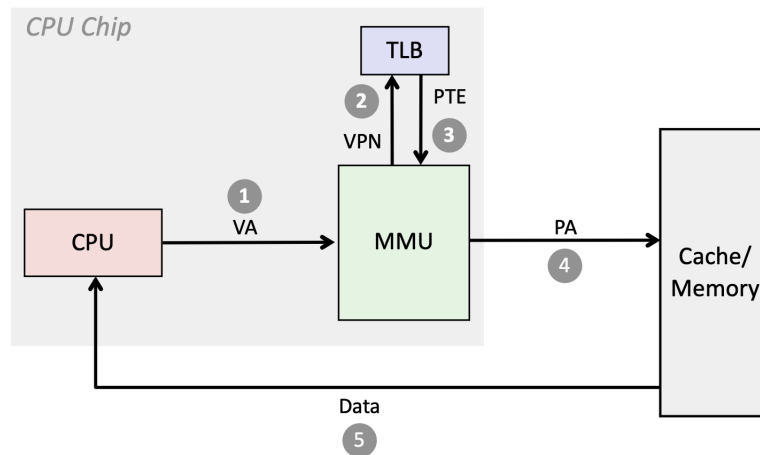 CPU Chip
TLB
2
PTE
VPN
3
1
VA
CPU
MMU
PA
4
Cache/
Memory
Data
5